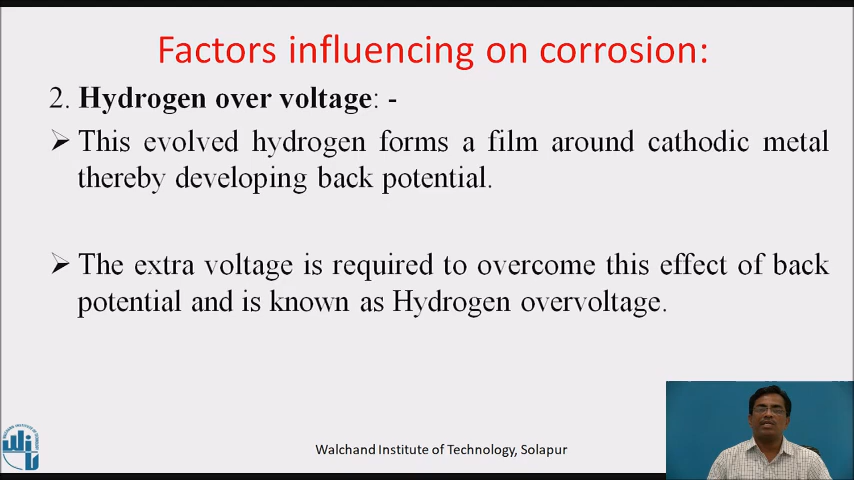 Factors influencing on corrosion:
2. Hydrogen over voltage: -
➢ This evolved hydrogen forms a film around cathodic metal
thereby developing back potential.
➢ The extra voltage is required to overcome this effect of back
potential and is known as Hydrogen overvoltage.
Walchand Institute of Technology, Solapur